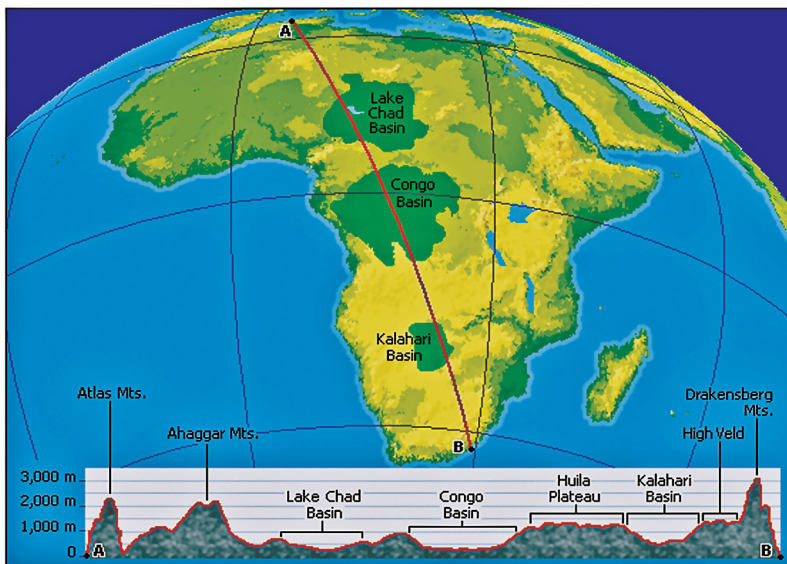 A
Lake
Chad
Basin
Congo
Basin
Kalahari
Basin
B
Atlas Mts.
Ahaggar Mts.
Drakensberg
Mts.
High Veld
3,000 m
2,000 m
1,000 m
0
A
Lake Chad
Basin
Congo
Basin
Huila
Plateau
Kalahari
Basin
B